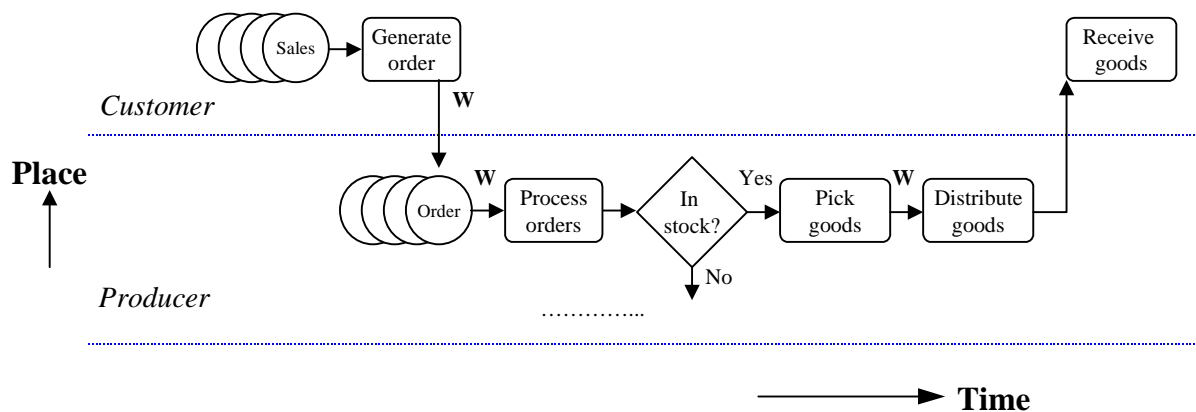 Sales
Generate
order
Receive
goods
W
Customer
Place
Order
W
Process
orders
In
stock?
Yes
Pick
goods
W
Distribute
goods
No
Producer
…………...
Time